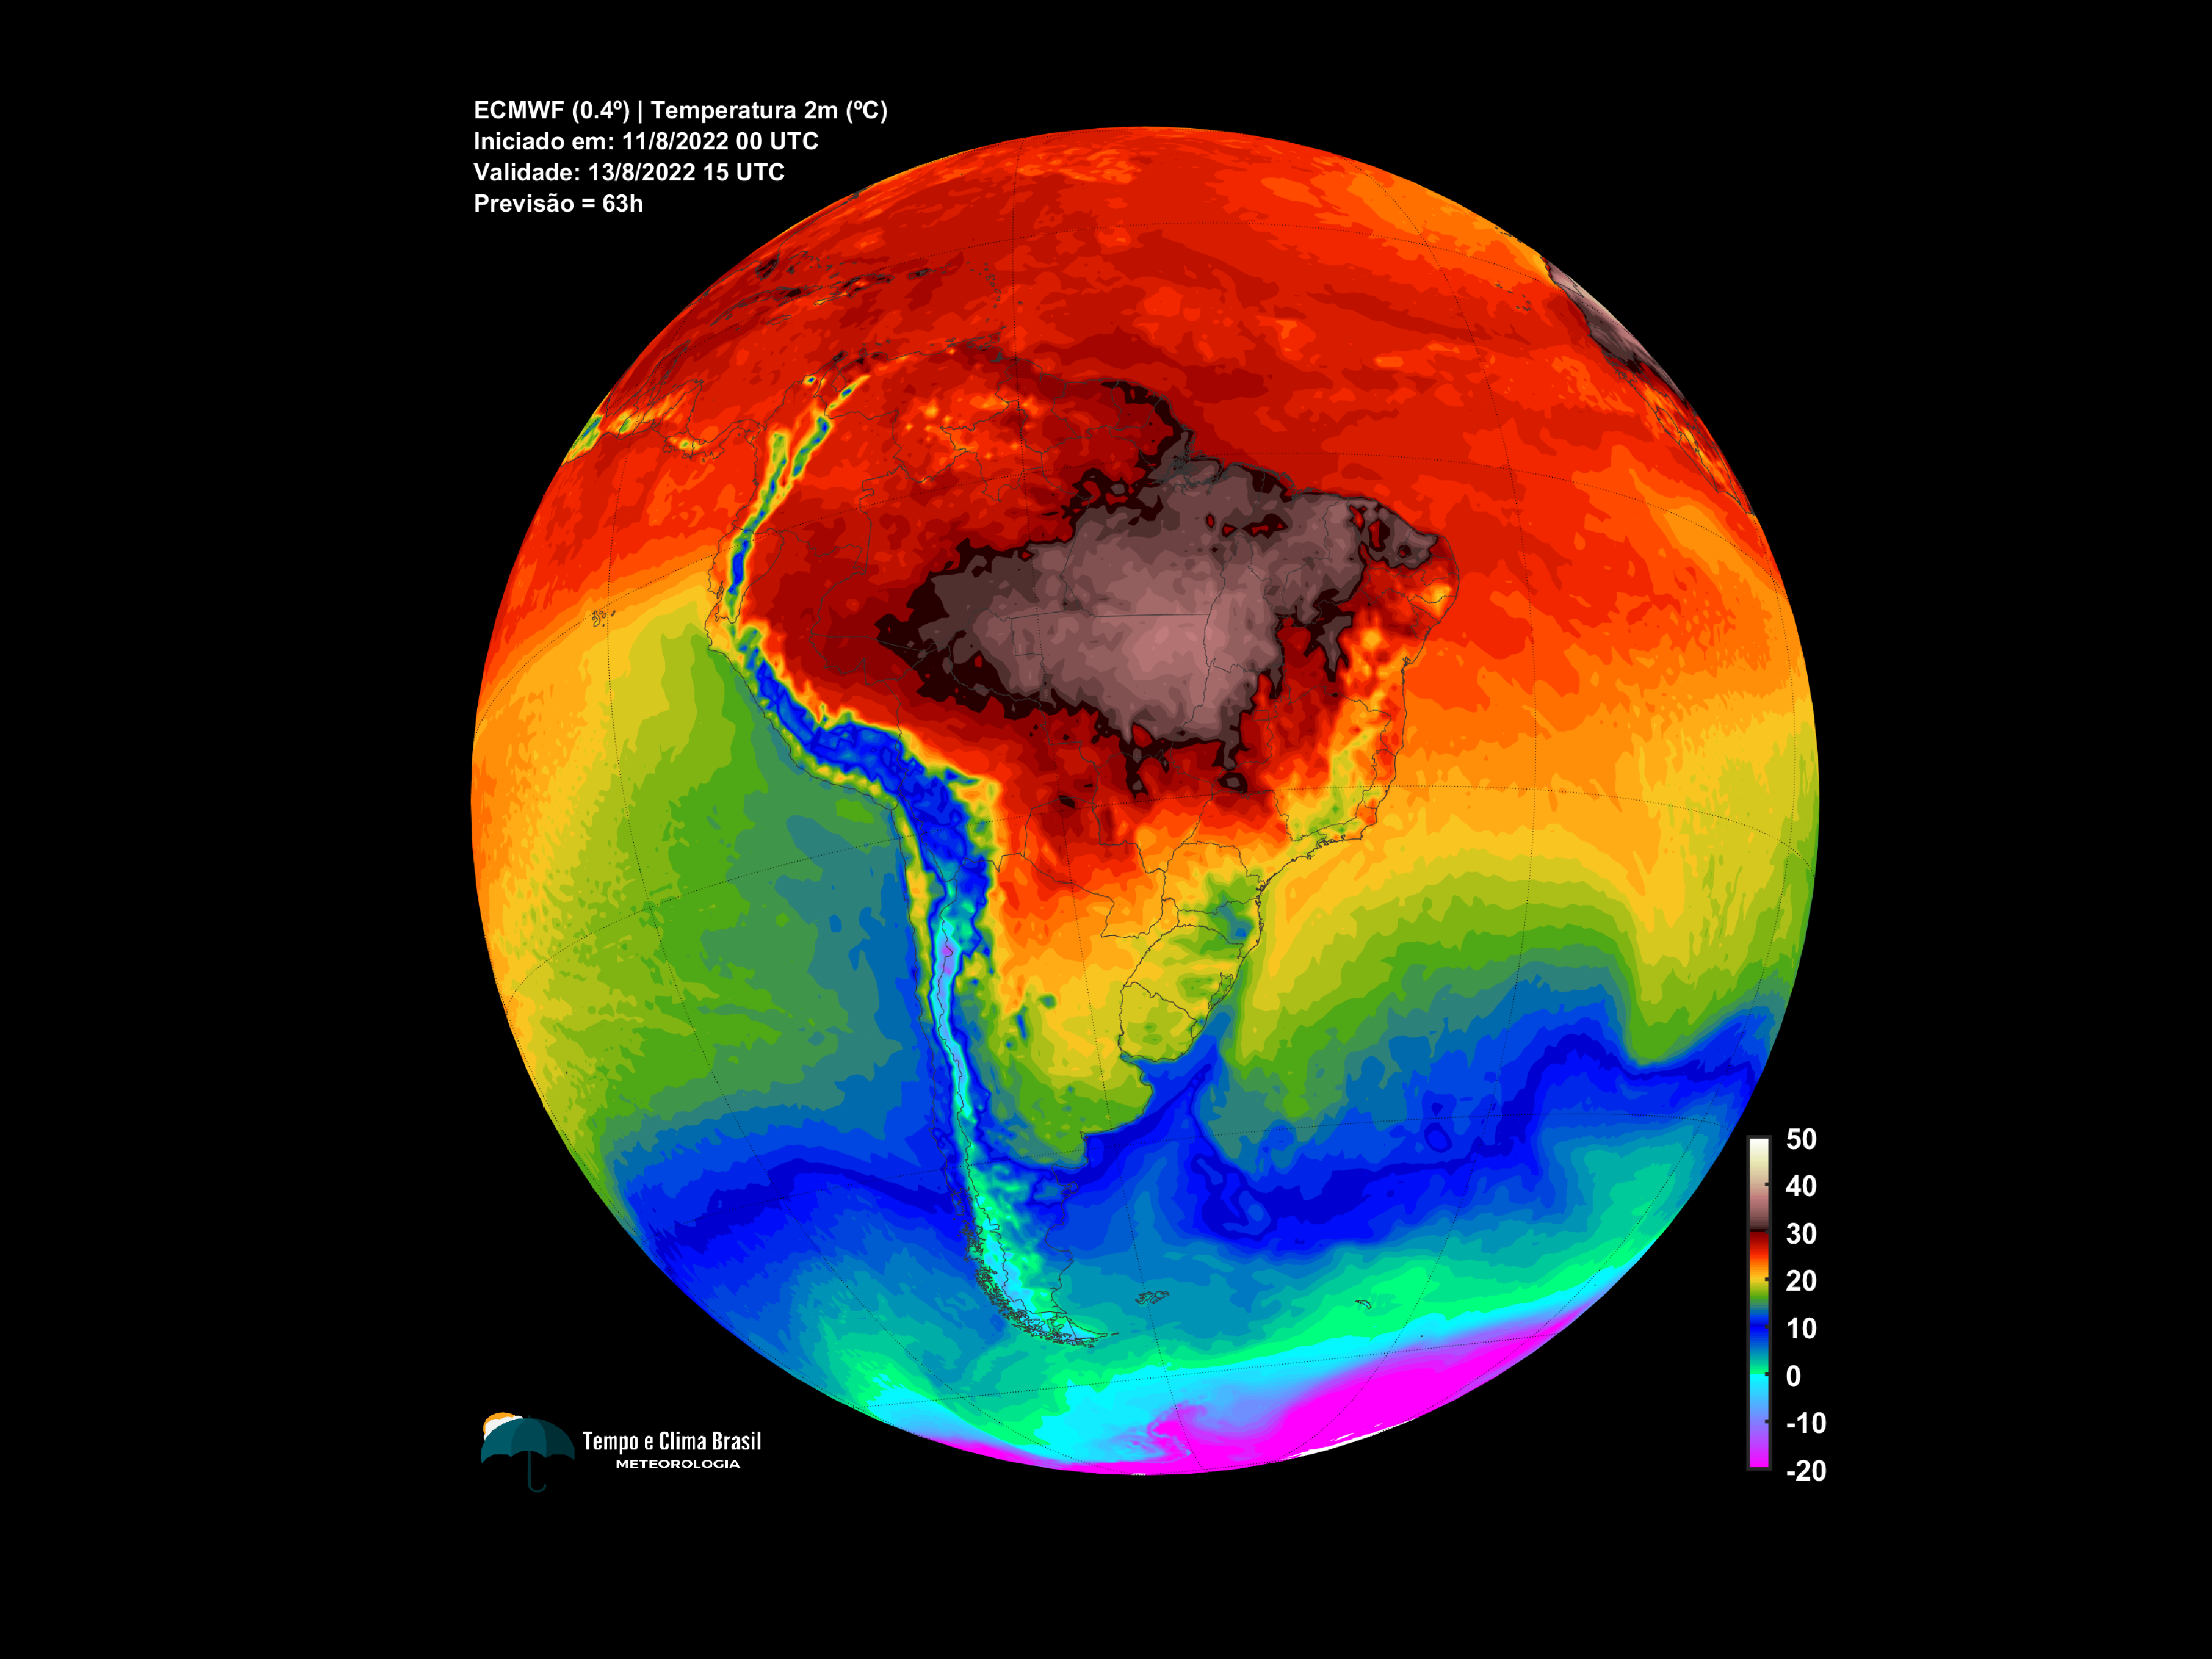 ECMWF (0.4º) | Temperatura 2m (ºC)
Iniciado em: 11/8/2022 00 UTC
Validade: 13/8/2022 15 UTC
Previsão = 63h
50
40
30
20
10
0
-10
-20
Tempo e Clima Brasil
METEOROLOGIA